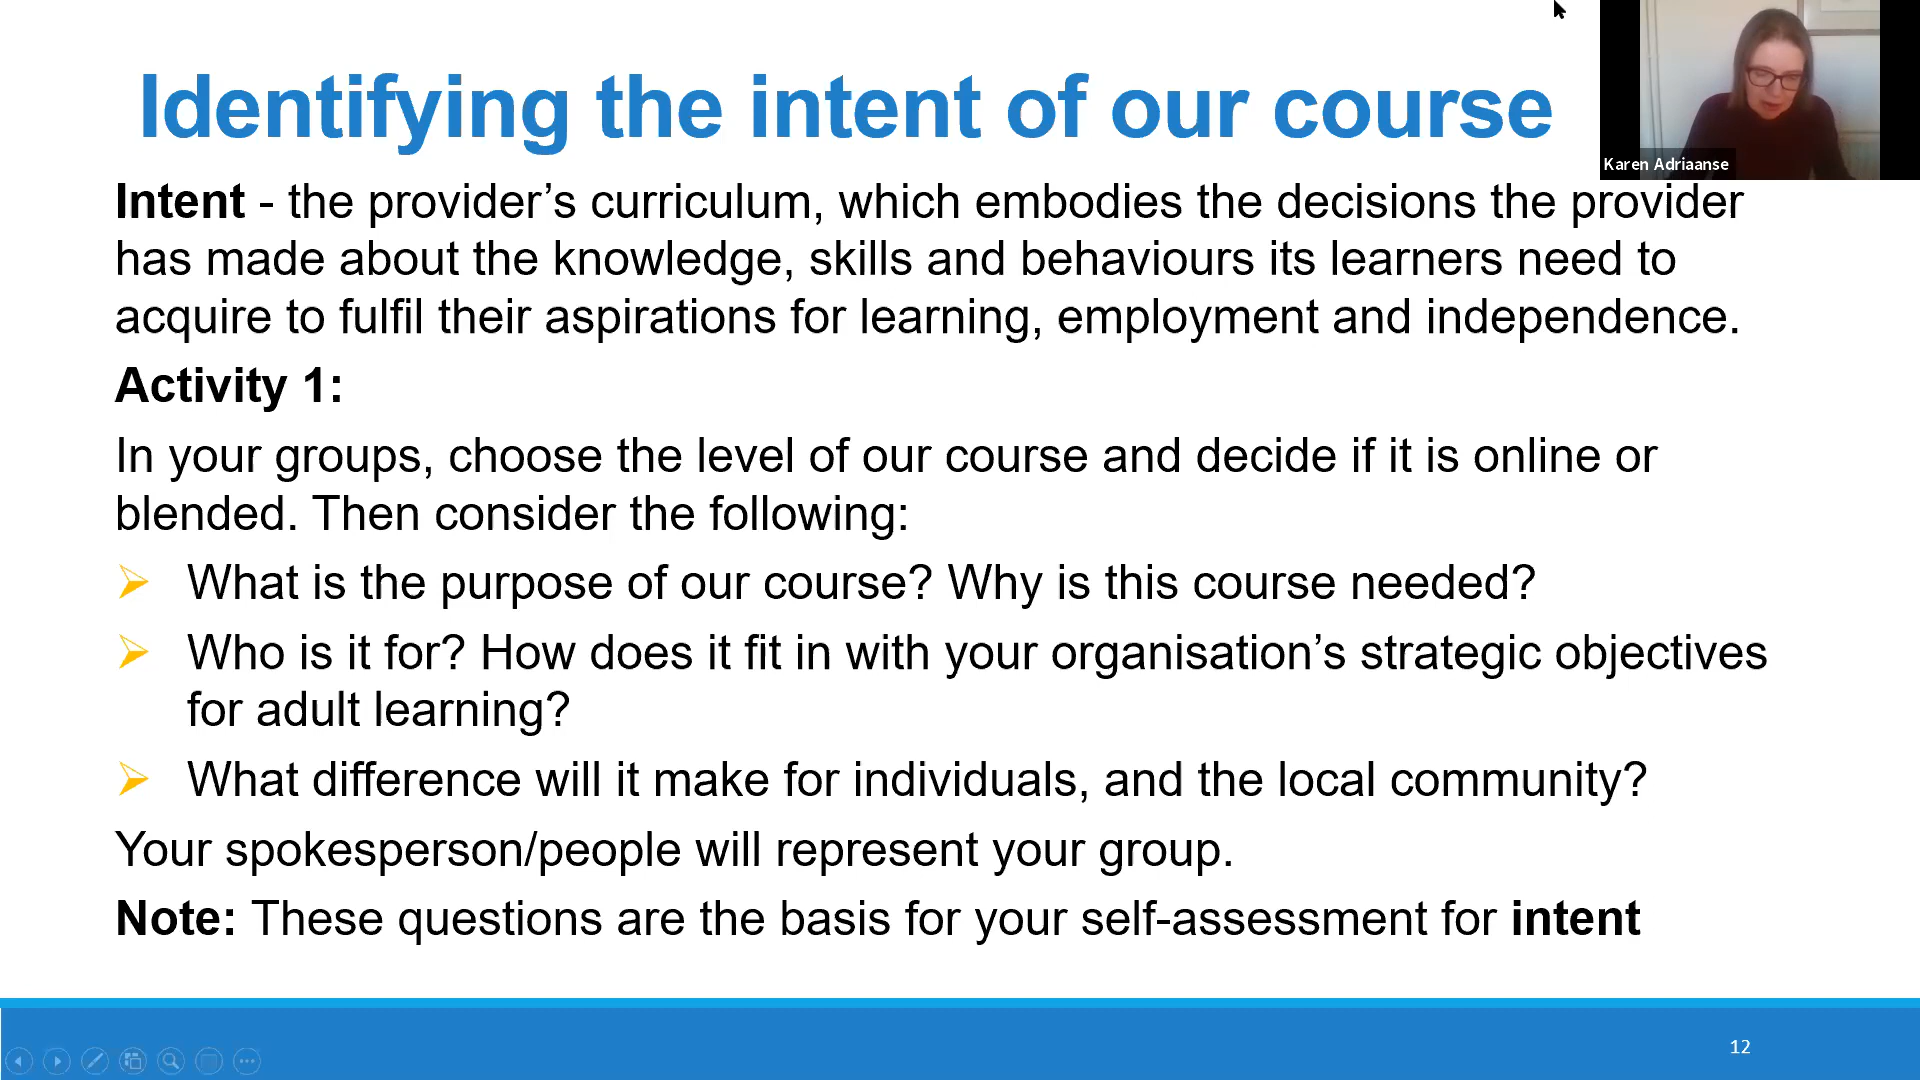 Identifying the intent of our course
Karen Adriaanse
Intent - the provider’s curriculum, which embodies the decisions the provider
has made about the knowledge, skills and behaviours its learners need to
acquire to fulfil their aspirations for learning, employment and independence.
Activity 1:
In your groups, choose the level of our course and decide if it is online or
blended. Then consider the following:
What is the purpose of our course? Why is this course needed?
Who is it for? How does it fit in with your organisation’s strategic objectives
for adult learning?
What difference will it make for individuals, and the local community?
Your spokesperson/people will represent your group.
Note: These questions are the basis for your self-assessment for intent
12